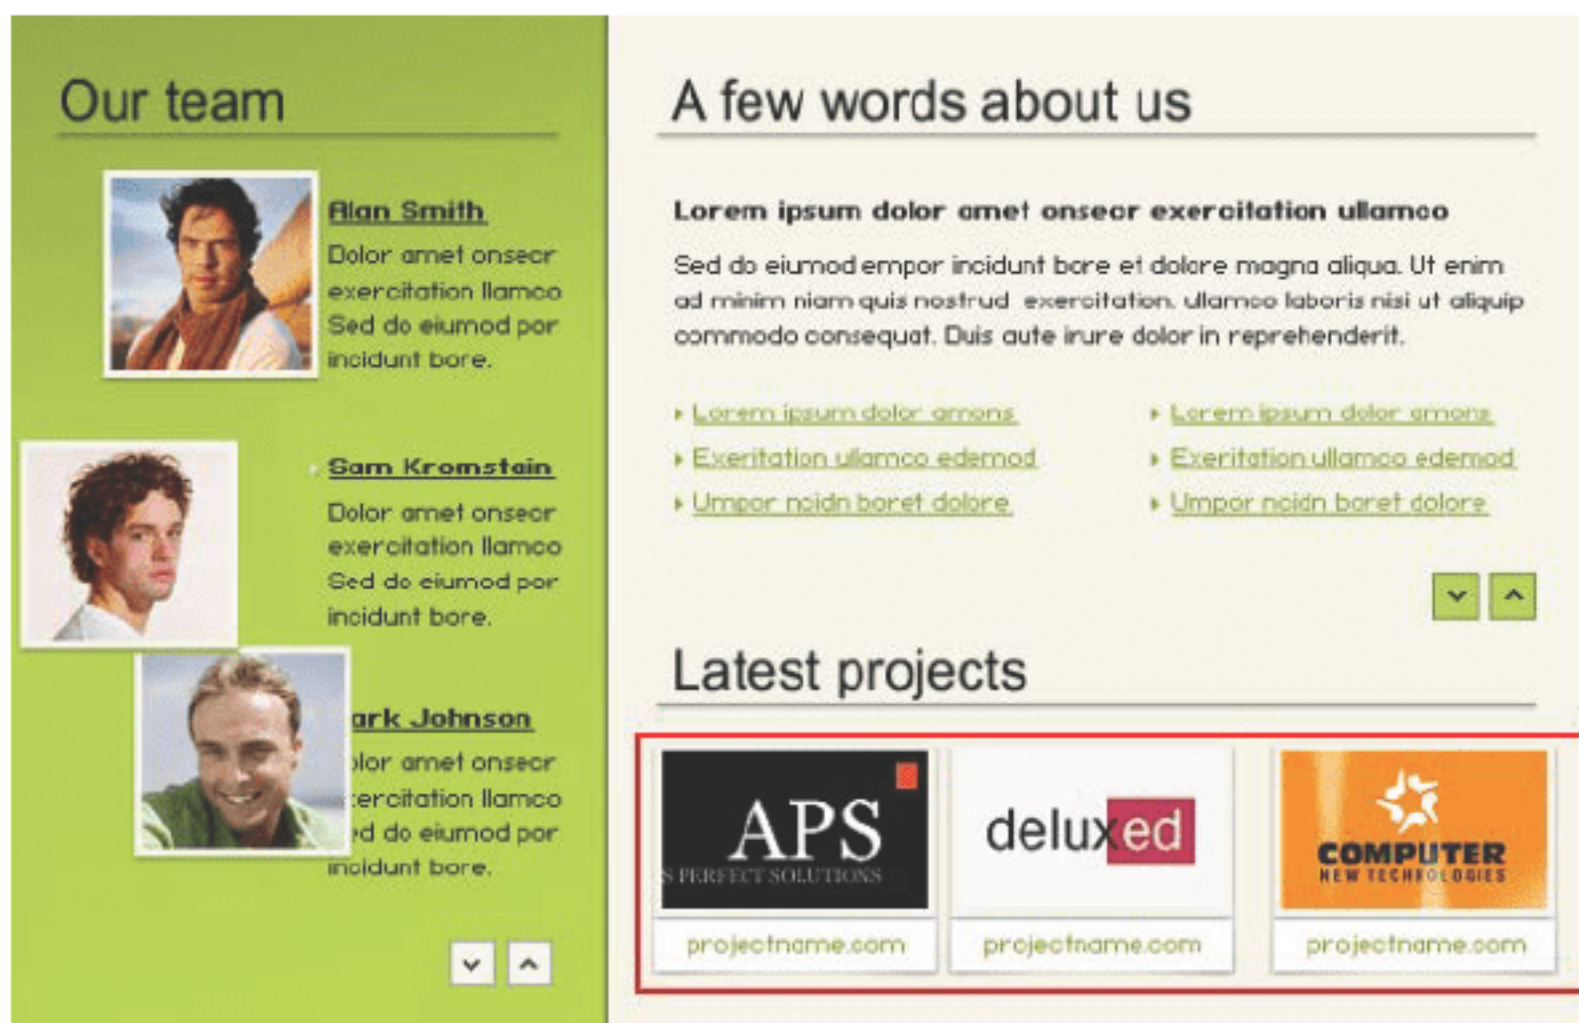 Our team
Alan Smith
Dolor amet onsecr
exercitation llamco
Sed do eiumod por
incidunt bore.
Sam Kromstain
Dolor amet onsecr
exercitation llamco
Sed do eiumod por
incidunt bore.
ark Johnson
olor amet onsecr
ercitation llamco
ed do eiumod por
incidunt bore.
A few words about us
Lorem ipsum dolor amet onsecr exercitation ullamco
Sed do eiumod empor incidunt bore et dolore magna aliqua. Ut enim
ad minim niam quis nostrud exercitation. ullamco laboris nisi ut aliquip
commodo consequat. Duis aute irure dolor in reprehenderit.
Lorem ipsum dolor amons
Exeritation ullamco edemod
Umpor ncidn boret dolore
Lorem ipsum dolor amons
Exeritation ullamco edemod
Umpor ncidn boret dolore
Latest projects
APS
S PERFECT SOLUTIONS
projectname.com
deluxed
projectname.com
COMPUTER
NEW TECHNOLOGIES
projectname.com